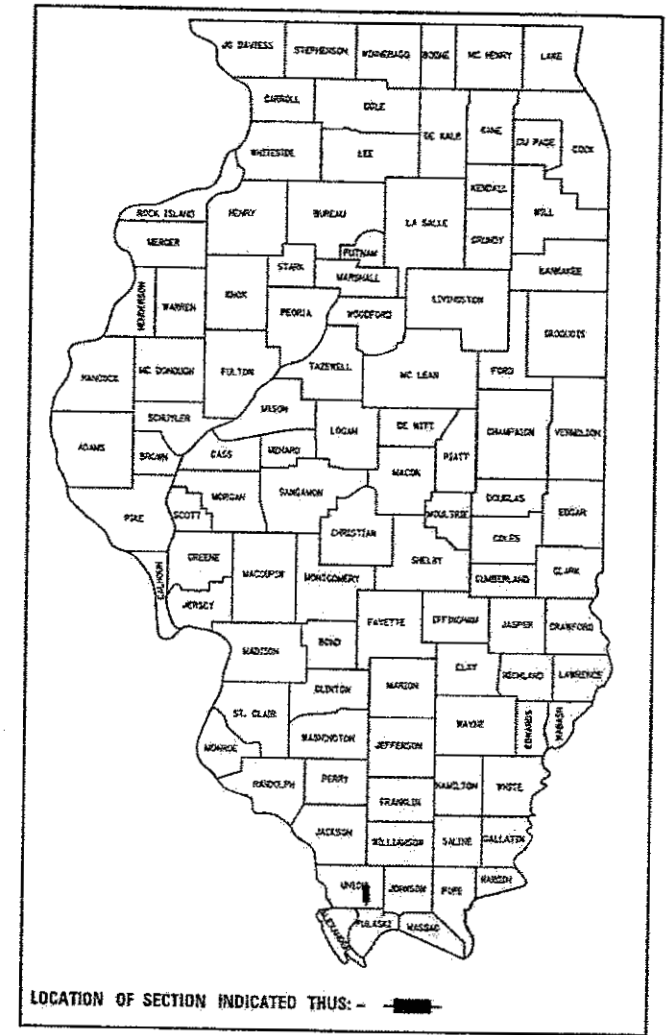 JO DAVIESS STEPHENSON WINNEBAGO BOONE MC HENRY LAKE
CARROLL OGLE DE KALB KANE DU PAGE COOK
WHITESIDE LEE KENDALL WILL
ROCK ISLAND HENRY BUREAU LA SALLE GRUNDY
MERCER PUTNAM KANKAKEE
HENDERSON WARREN KNOX STARK MARSHALL LIVINGSTON
PEORIA WOODFORD IROQUOIS
HANCOCK MC DONOUGH FULTON TAZEWELL MC LEAN FORD
SCHUYLER MASON LOGAN DE WITT CHAMPAIGN VERMILION
ADAMS BROWN CASS MENARD MACON PIATT
PIKE SCOTT MORGAN SANGAMON MOULTRIE DOUGLAS EDGAR
CHRISTIAN COLES
CALHOUN GREENE MACOUPIN MONTGOMERY SHELBY CUMBERLAND CLARK
JERSEY FAYETTE EFFINGHAM JASPER CRAWFORD
MADISON BOND CLAY RICHLAND LAWRENCE
ST. CLAIR CLINTON MARION WAYNE EDWARDS WABASH
MONROE WASHINGTON JEFFERSON
RANDOLPH PERRY FRANKLIN HAMILTON WHITE
JACKSON WILLIAMSON SALINE GALLATIN
UNION JOHNSON POPE HARDIN
ALEXANDER PULASKI MASSAC
LOCATION OF SECTION INDICATED THUS: -